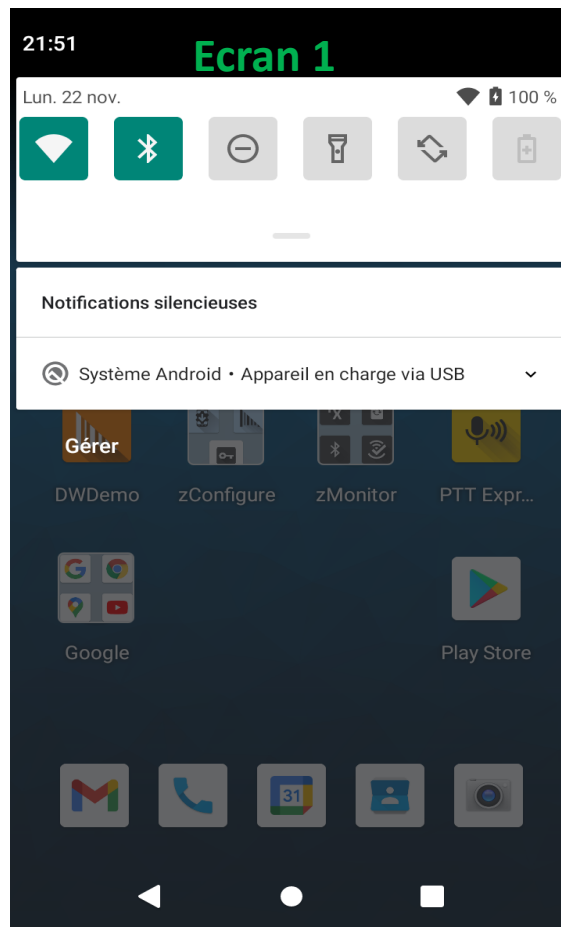 21:51
Ecran 1
Lun. 22 nov.
100 %
Notifications silencieuses
Système Android • Appareil en charge via USB
Gérer
DWDemo
zConfigure
zMonitor
PTT Expr...
Google
Play Store
31